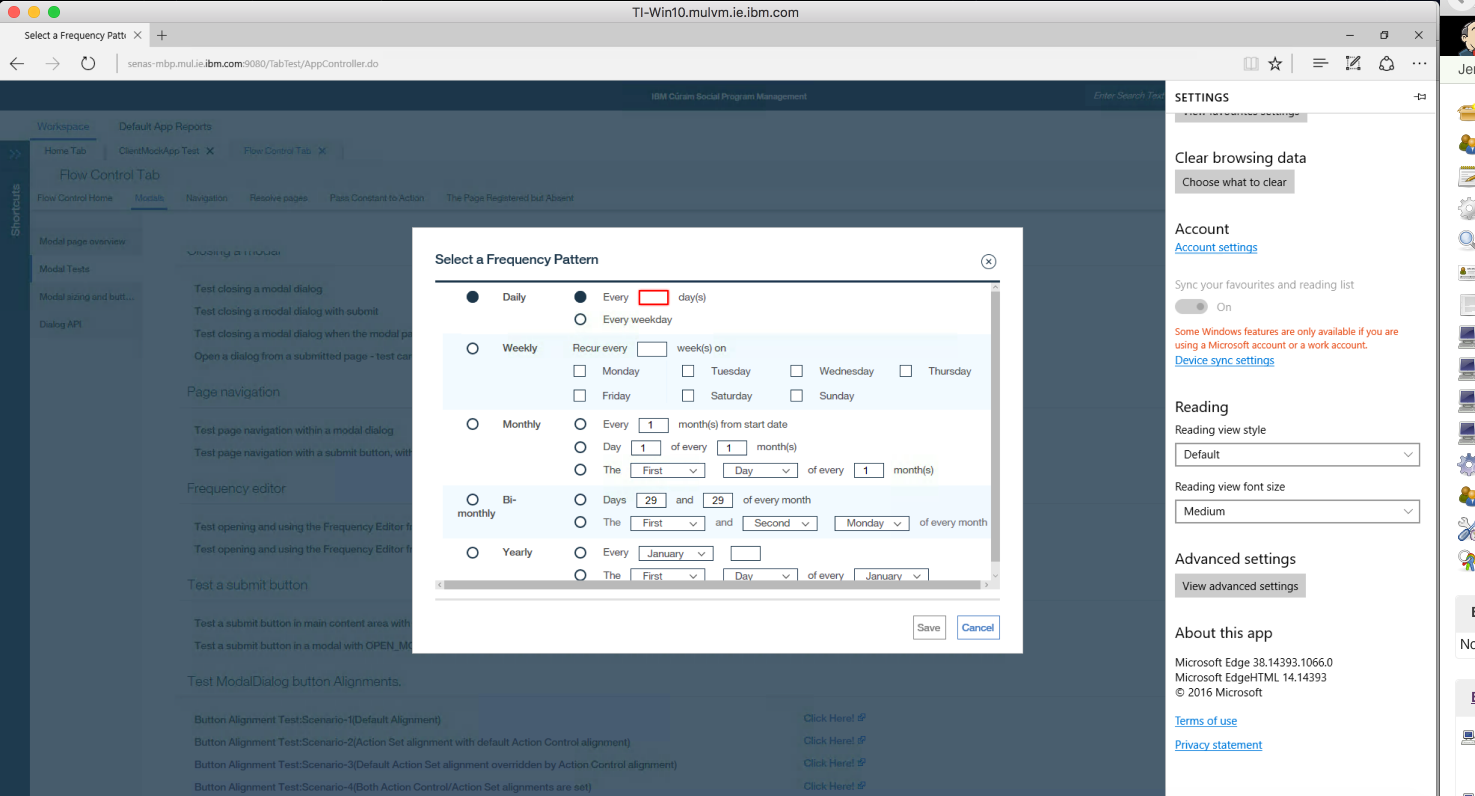 TI-Win10.mulvm.ie.ibm.com
Select a Frequency Patte
senas-mbp.mul.ie.ibm.com:9080/TabTest/AppController.do
IBM Cúram Social Program Management
Enter Search Text
Workspace Default App Reports
Home Tab ClientMockApp Test Flow Control Tab
Flow Control Tab
Shortcuts
Flow Control Home Modals Navigation Resolve pages Pass Constant to Action The Page Registered but Absent
Modal page overview
Modal Tests
Modal sizing and butt...
Dialog API
Closing a modal
Test closing a modal dialog
Test closing a modal dialog with submit
Test closing a modal dialog when the modal pa
Open a dialog from a submitted page - test can
Page navigation
Test page navigation within a modal dialog
Test page navigation with a submit button, with
Frequency editor
Test opening and using the Frequency Editor fr
Test opening and using the Frequency Editor fr
Test a submit button
Test a submit button in main content area with
Test a submit button in a modal with OPEN_MO
Test ModalDialog button Alignments.
Button Alignment Test:Scenario-1(Default Alignment) Click Here!
Button Alignment Test:Scenario-2(Action Set alignment with default Action Control alignment) Click Here!
Button Alignment Test:Scenario-3(Default Action Set alignment overridden by Action Control alignment) Click Here!
Button Alignment Test:Scenario-4(Both Action Control/Action Set alignments are set) Click Here!
Select a Frequency Pattern
Daily Every day(s)
Every weekday
Weekly Recur every week(s) on
Monday Tuesday Wednesday Thursday
Friday Saturday Sunday
Monthly Every 1 month(s) from start date
Day 1 of every 1 month(s)
The First Day of every 1 month(s)
Bi-
monthly
Days 29 and 29 of every month
The First and Second Monday of every month
Yearly Every January
The First Day of every January
Save Cancel
SETTINGS
View favourites settings
Clear browsing data
Choose what to clear
Account
Account settings
Sync your favourites and reading list
On
Some Windows features are only available if you are
using a Microsoft account or a work account.
Device sync settings
Reading
Reading view style
Default
Reading view font size
Medium
Advanced settings
View advanced settings
About this app
Microsoft Edge 38.14393.1066.0
Microsoft EdgeHTML 14.14393
© 2016 Microsoft
Terms of use
Privacy statement
Jer